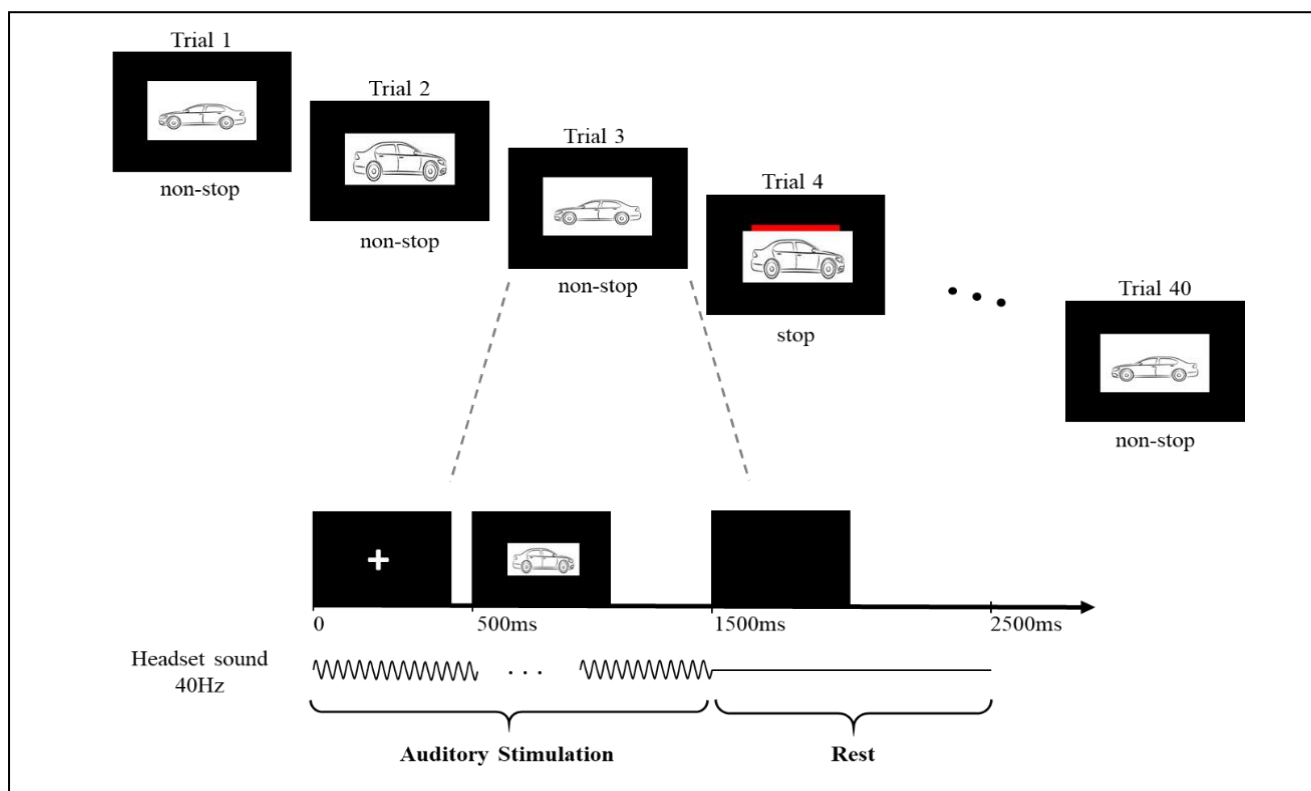 Trial 1
non-stop
Trial 2
non-stop
Trial 3
non-stop
Trial 4
stop
Trial 40
non-stop
0 500ms 1500ms 2500ms
Headset sound
40Hz
Auditory Stimulation Rest